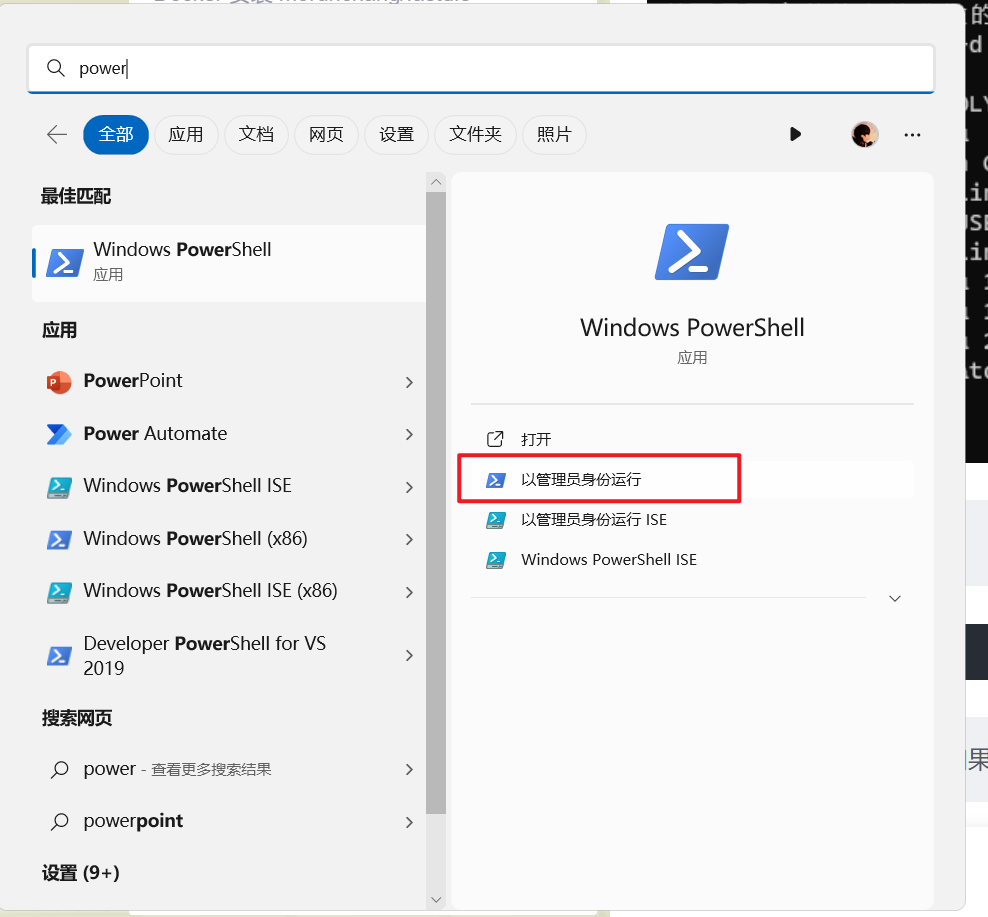 power
全部
应用
文档
网页
设置
文件夹
照片
最佳匹配
Windows PowerShell
应用
应用
PowerPoint
Power Automate
Windows PowerShell ISE
Windows PowerShell (x86)
Windows PowerShell ISE (x86)
Developer PowerShell for VS
2019
搜索网页
power - 查看更多搜索结果
powerpoint
设置 (9+)
Windows PowerShell
应用
打开
以管理员身份运行
以管理员身份运行 ISE
Windows PowerShell ISE
的
果